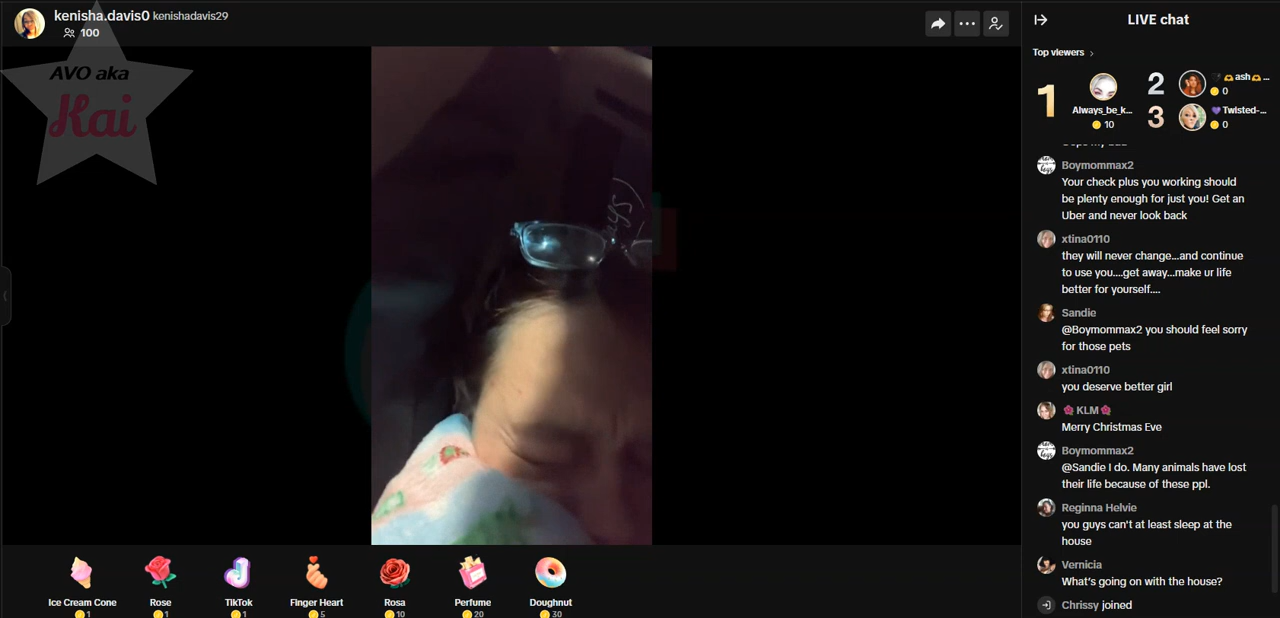 kenisha.davis0 kenishadavis29
100
AVO aka
Kai
LIVE chat
Top viewers
1
Always_be_k...
10
2
ash
...
0
3
Twisted-...
0
Boymommax2
Your check plus you working should
be plenty enough for just you! Get an
Uber and never look back
xtina0110
they will never change...and continue
to use you....get away...make ur life
better for yourself....
Sandie
@Boymommax2 you should feel sorry
for those pets
xtina0110
you deserve better girl
KLM
Merry Christmas Eve
Boymommax2
@Sandie I do. Many animals have lost
their life because of these ppl.
Reginna Helvie
you guys can't at least sleep at the
house
Vernicia
What's going on with the house?
Chrissy joined
Ice Cream Cone
1
Rose
1
TikTok
1
Finger Heart
5
Rosa
10
Perfume
20
Doughnut
30